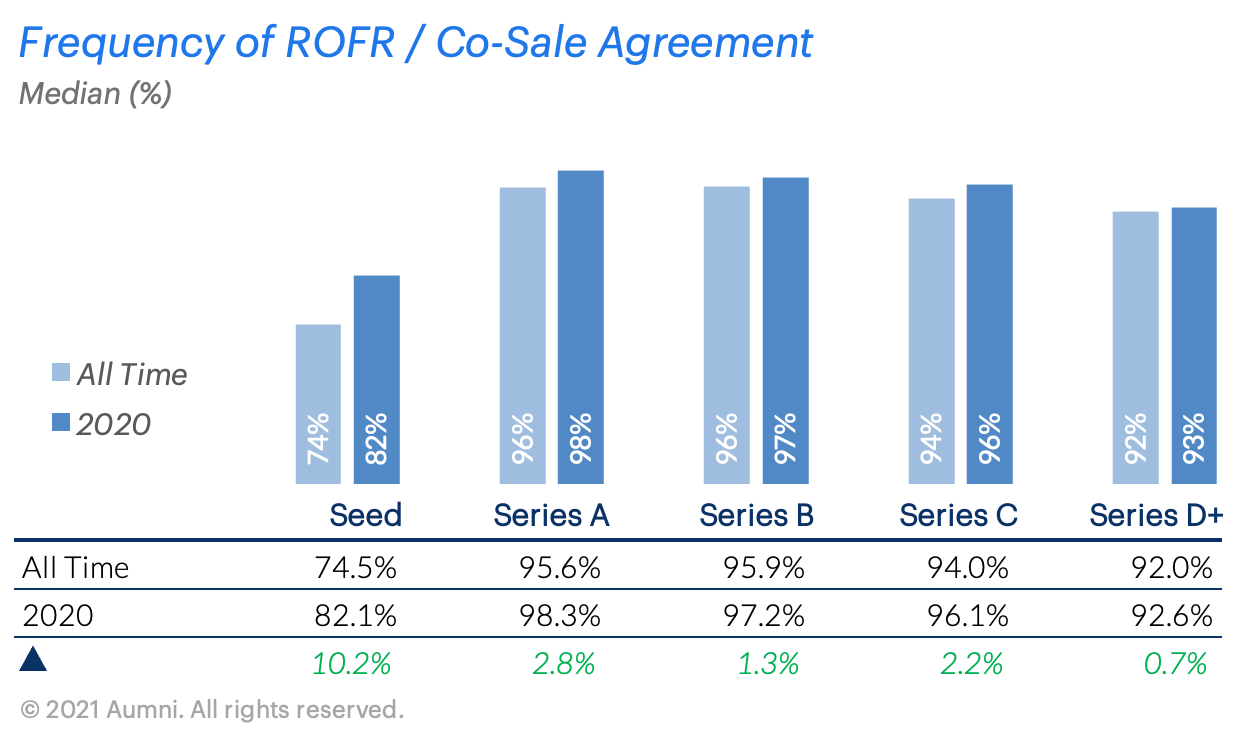 Frequency of ROFR / Co-Sale Agreement
Median (%)
All Time
2020
74%
82%
96%
98%
96%
97%
94%
96%
92%
93%
Seed Series A Series B Series C Series D+
All Time 74.5% 95.6% 95.9% 94.0% 92.0%
2020 82.1% 98.3% 97.2% 96.1% 92.6%
10.2% 2.8% 1.3% 2.2% 0.7%
© 2021 Aumni. All rights reserved.